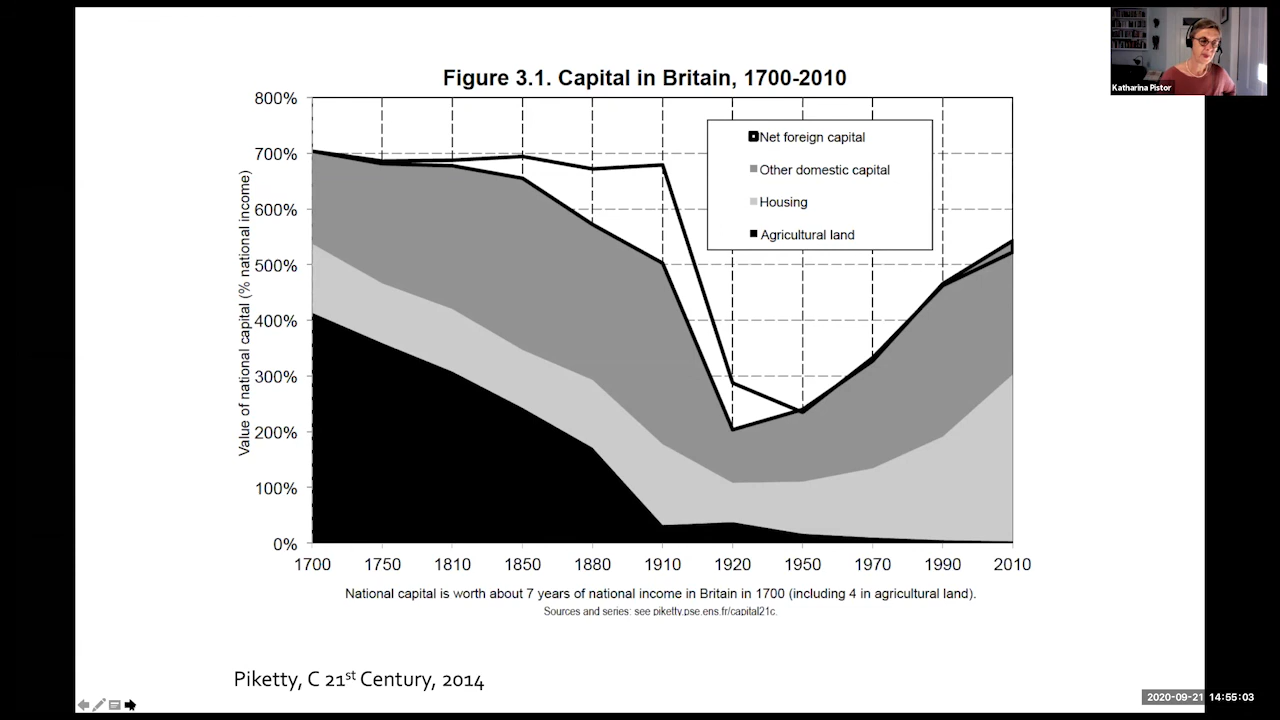 Figure 3.1. Capital in Britain, 1700-2010
Katharina Pistor
Value of national capital (% national income)
800%
700%
600%
500%
400%
300%
200%
100%
0%
Net foreign capital
Other domestic capital
Housing
Agricultural land
1700 1750 1810 1850 1880 1910 1920 1950 1970 1990 2010
National capital is worth about 7 years of national income in Britain in 1700 (including 4 in agricultural land).
Sources and series: see piketty.pse.ens.fr/capital21c.
Piketty, C 21st Century, 2014
2020-09-21 14:55:03